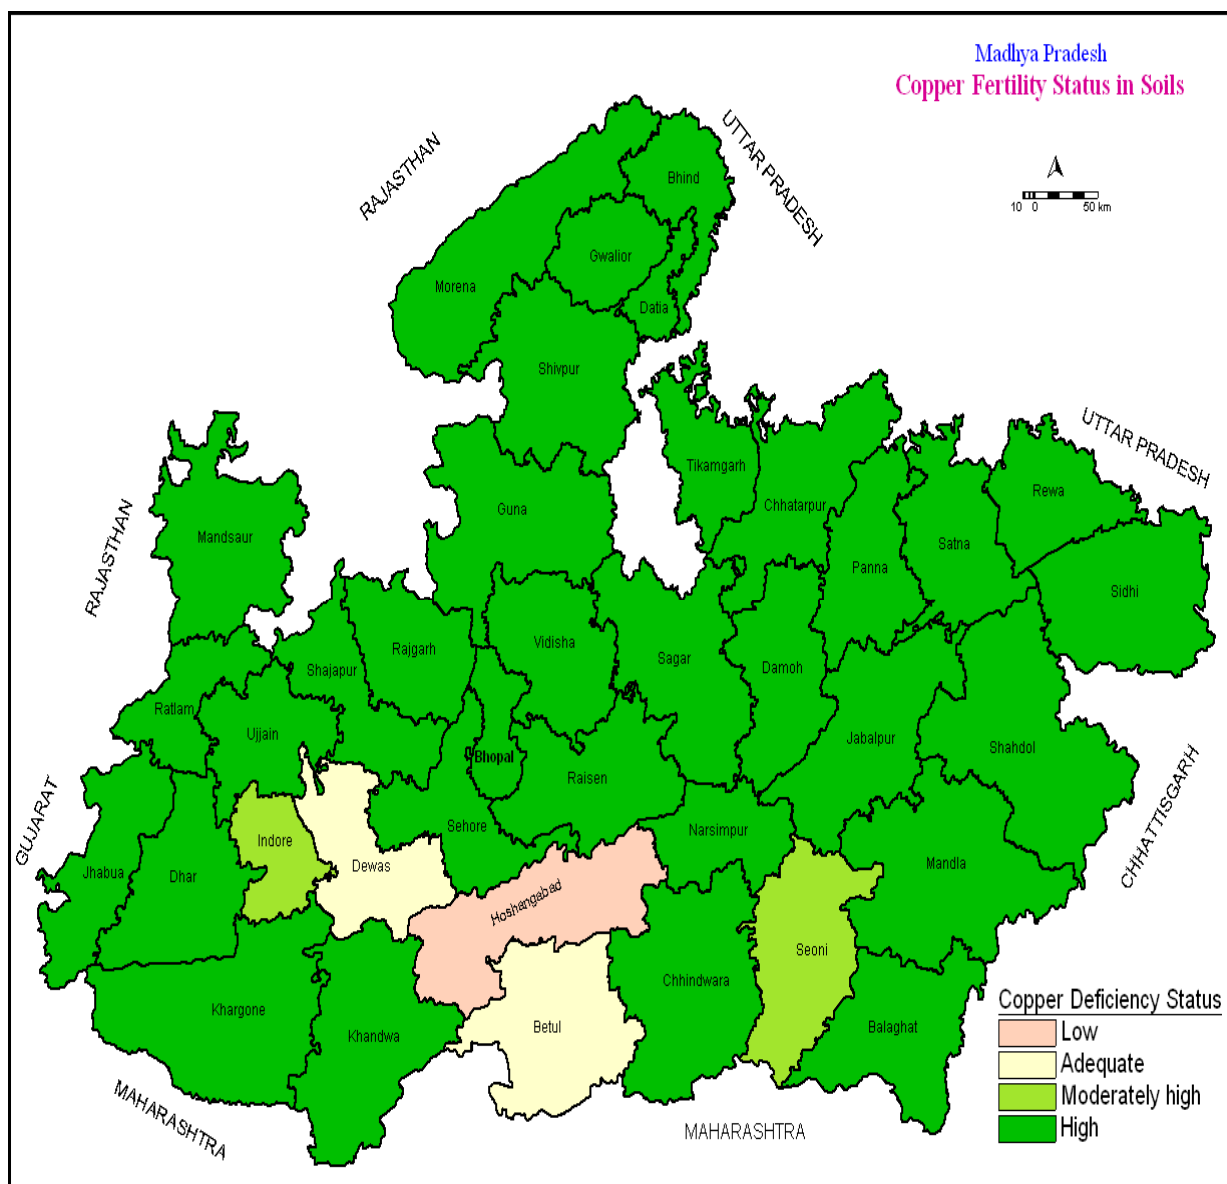 Madhya Pradesh
Copper Fertility Status in Soils
10 0 50 km
RAJASTHAN
UTTAR PRADESH
Bhind
Gwalior
Morena
Datia
Shivpur
UTTAR PRADESH
Tikamgarh
Chhatarpur
Rewa
Guna
Mandsaur
RAJASTHAN
Satna
Panna
Sidhi
Vidisha
Rajgarh
Sagar
Shajapur
Damoh
Ratlam
Ujjain
Jabalpur
Shahdol
Bhopal
Raisen
CHHATTISGARH
GUJARAT
Sehore
Narsimpur
Indore
Dewas
Mandla
Jhabua
Dhar
Hoshangabad
Seoni
Chhindwara
Khargone
Khandwa
Betul
Balaghat
MAHARASHTRA
MAHARASHTRA
Copper Deficiency Status
Low
Adequate
Moderately high
High